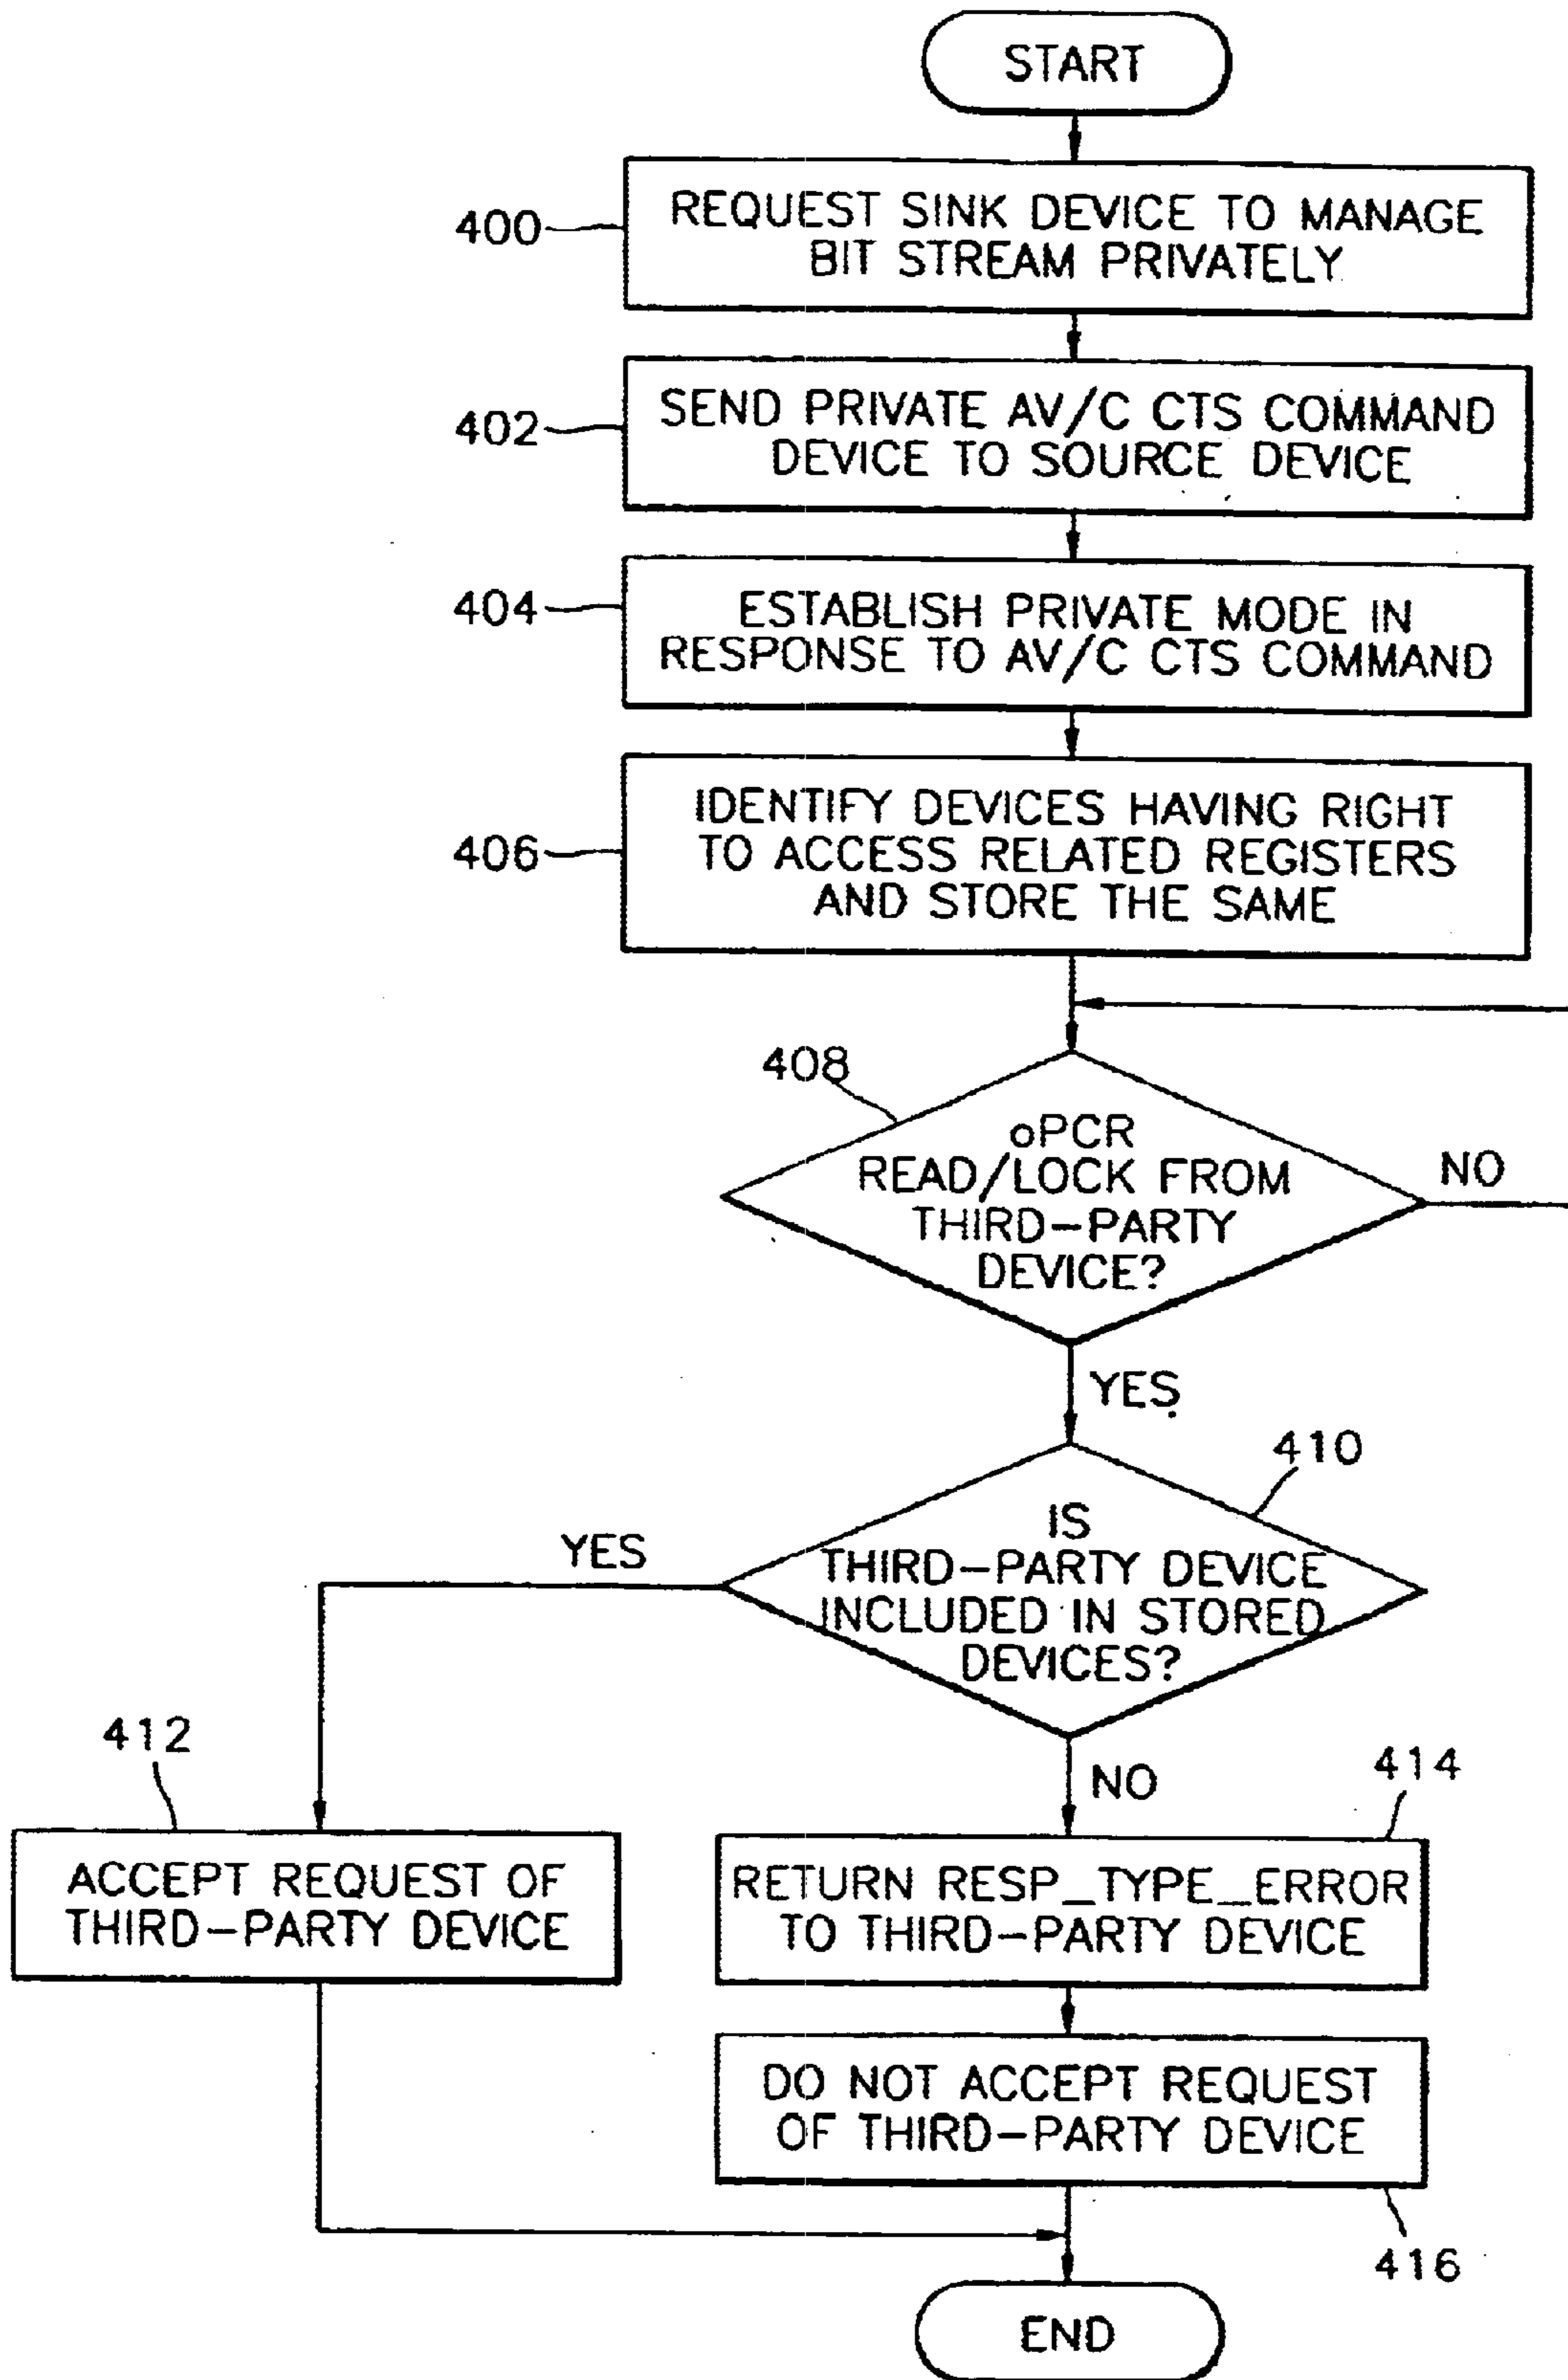 START
400
REQUEST SINK DEVICE TO MANAGE
BIT STREAM PRIVATELY
402
SEND PRIVATE AV/C CTS COMMAND
DEVICE TO SOURCE DEVICE
404
ESTABLISH PRIVATE MODE IN
RESPONSE TO AV/C CTS COMMAND
406
IDENTIFY DEVICES HAVING RIGHT
TO ACCESS RELATED REGISTERS
AND STORE THE SAME
408
oPCR
READ/LOCK FROM
THIRD-PARTY
DEVICE?
NO
YES
410
IS
THIRD-PARTY DEVICE
INCLUDED IN STORED
DEVICES?
YES
NO
412
ACCEPT REQUEST OF
THIRD-PARTY DEVICE
414
RETURN RESP_TYPE_ERROR
TO THIRD-PARTY DEVICE
DO NOT ACCEPT REQUEST
OF THIRD-PARTY DEVICE
416
END